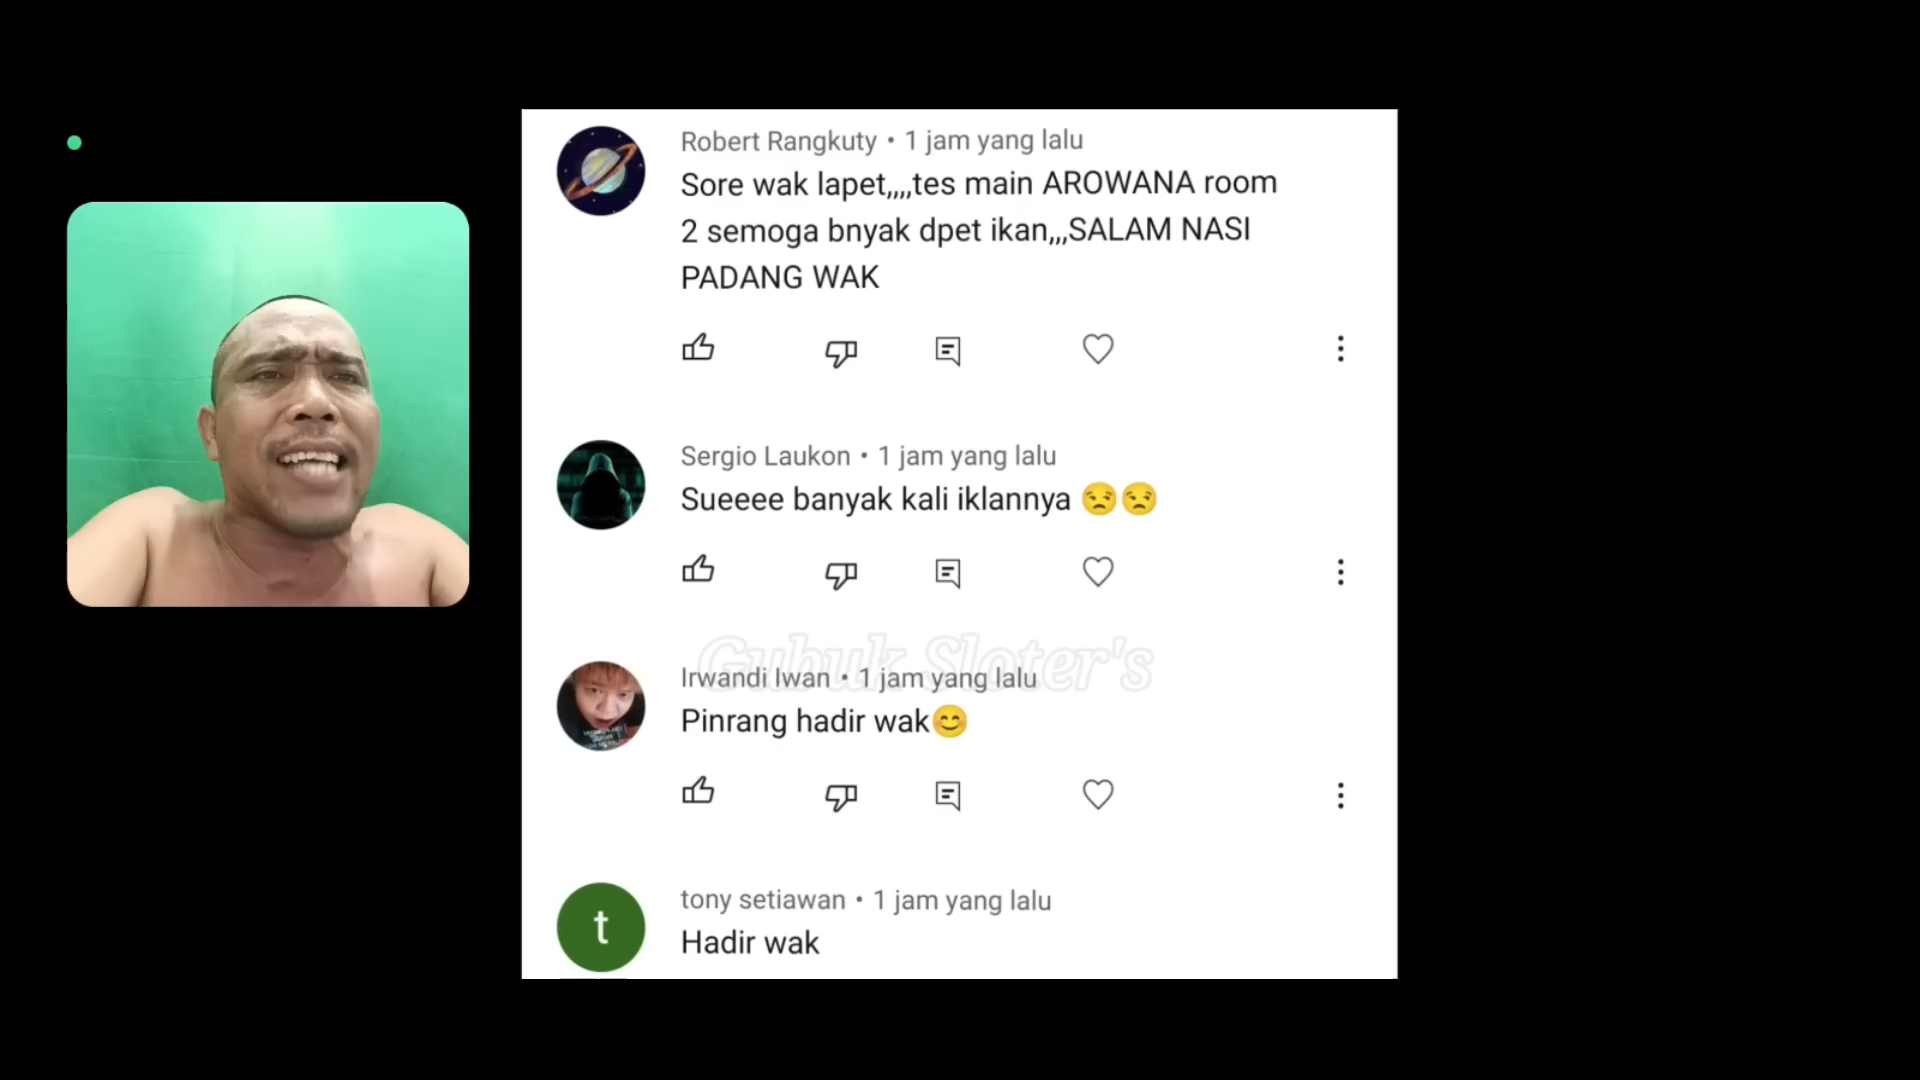 Robert Rangkuty • 1 jam yang lalu
Sore wak lapet,,,,tes main AROWANA room
2 semoga bnyak dpet ikan,,,SALAM NASI
PADANG WAK
Sergio Laukon • 1 jam yang lalu
Sueeee banyak kali iklannya 😒😒
Gubuk Sloter's
Irwandi Iwan • 1 jam yang lalu
Pinrang hadir wak😊
t
tony setiawan • 1 jam yang lalu
Hadir wak